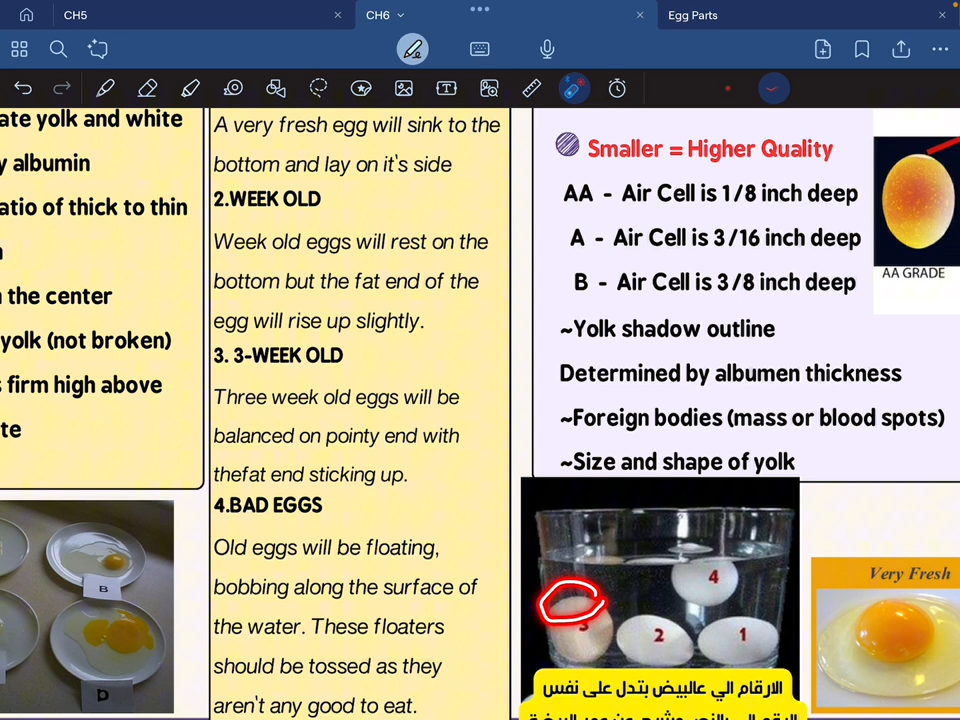 CH5
CH6
Egg Parts
ate yolk and white
y albumin
atio of thick to thin
the center
yolk (not broken)
firm high above
te
B
D
A very fresh egg will sink to the
bottom and lay on it's side
2.WEEK OLD
Week old eggs will rest on the
bottom but the fat end of the
egg will rise up slightly.
3. 3-WEEK OLD
Three week old eggs will be
balanced on pointy end with
thefat end sticking up.
4.BAD EGGS
Old eggs will be floating,
bobbing along the surface of
the water. These floaters
should be tossed as they
aren't any good to eat.
Smaller = Higher Quality
AA - Air Cell is 1/8 inch deep
A - Air Cell is 3/16 inch deep
B - Air Cell is 3/8 inch deep
~Yolk shadow outline
Determined by albumen thickness
~Foreign bodies (mass or blood spots)
~Size and shape of yolk
AA GRADE
4
3
2
1
الارقام الي عالبيض بتدل على نفس
Very Fresh